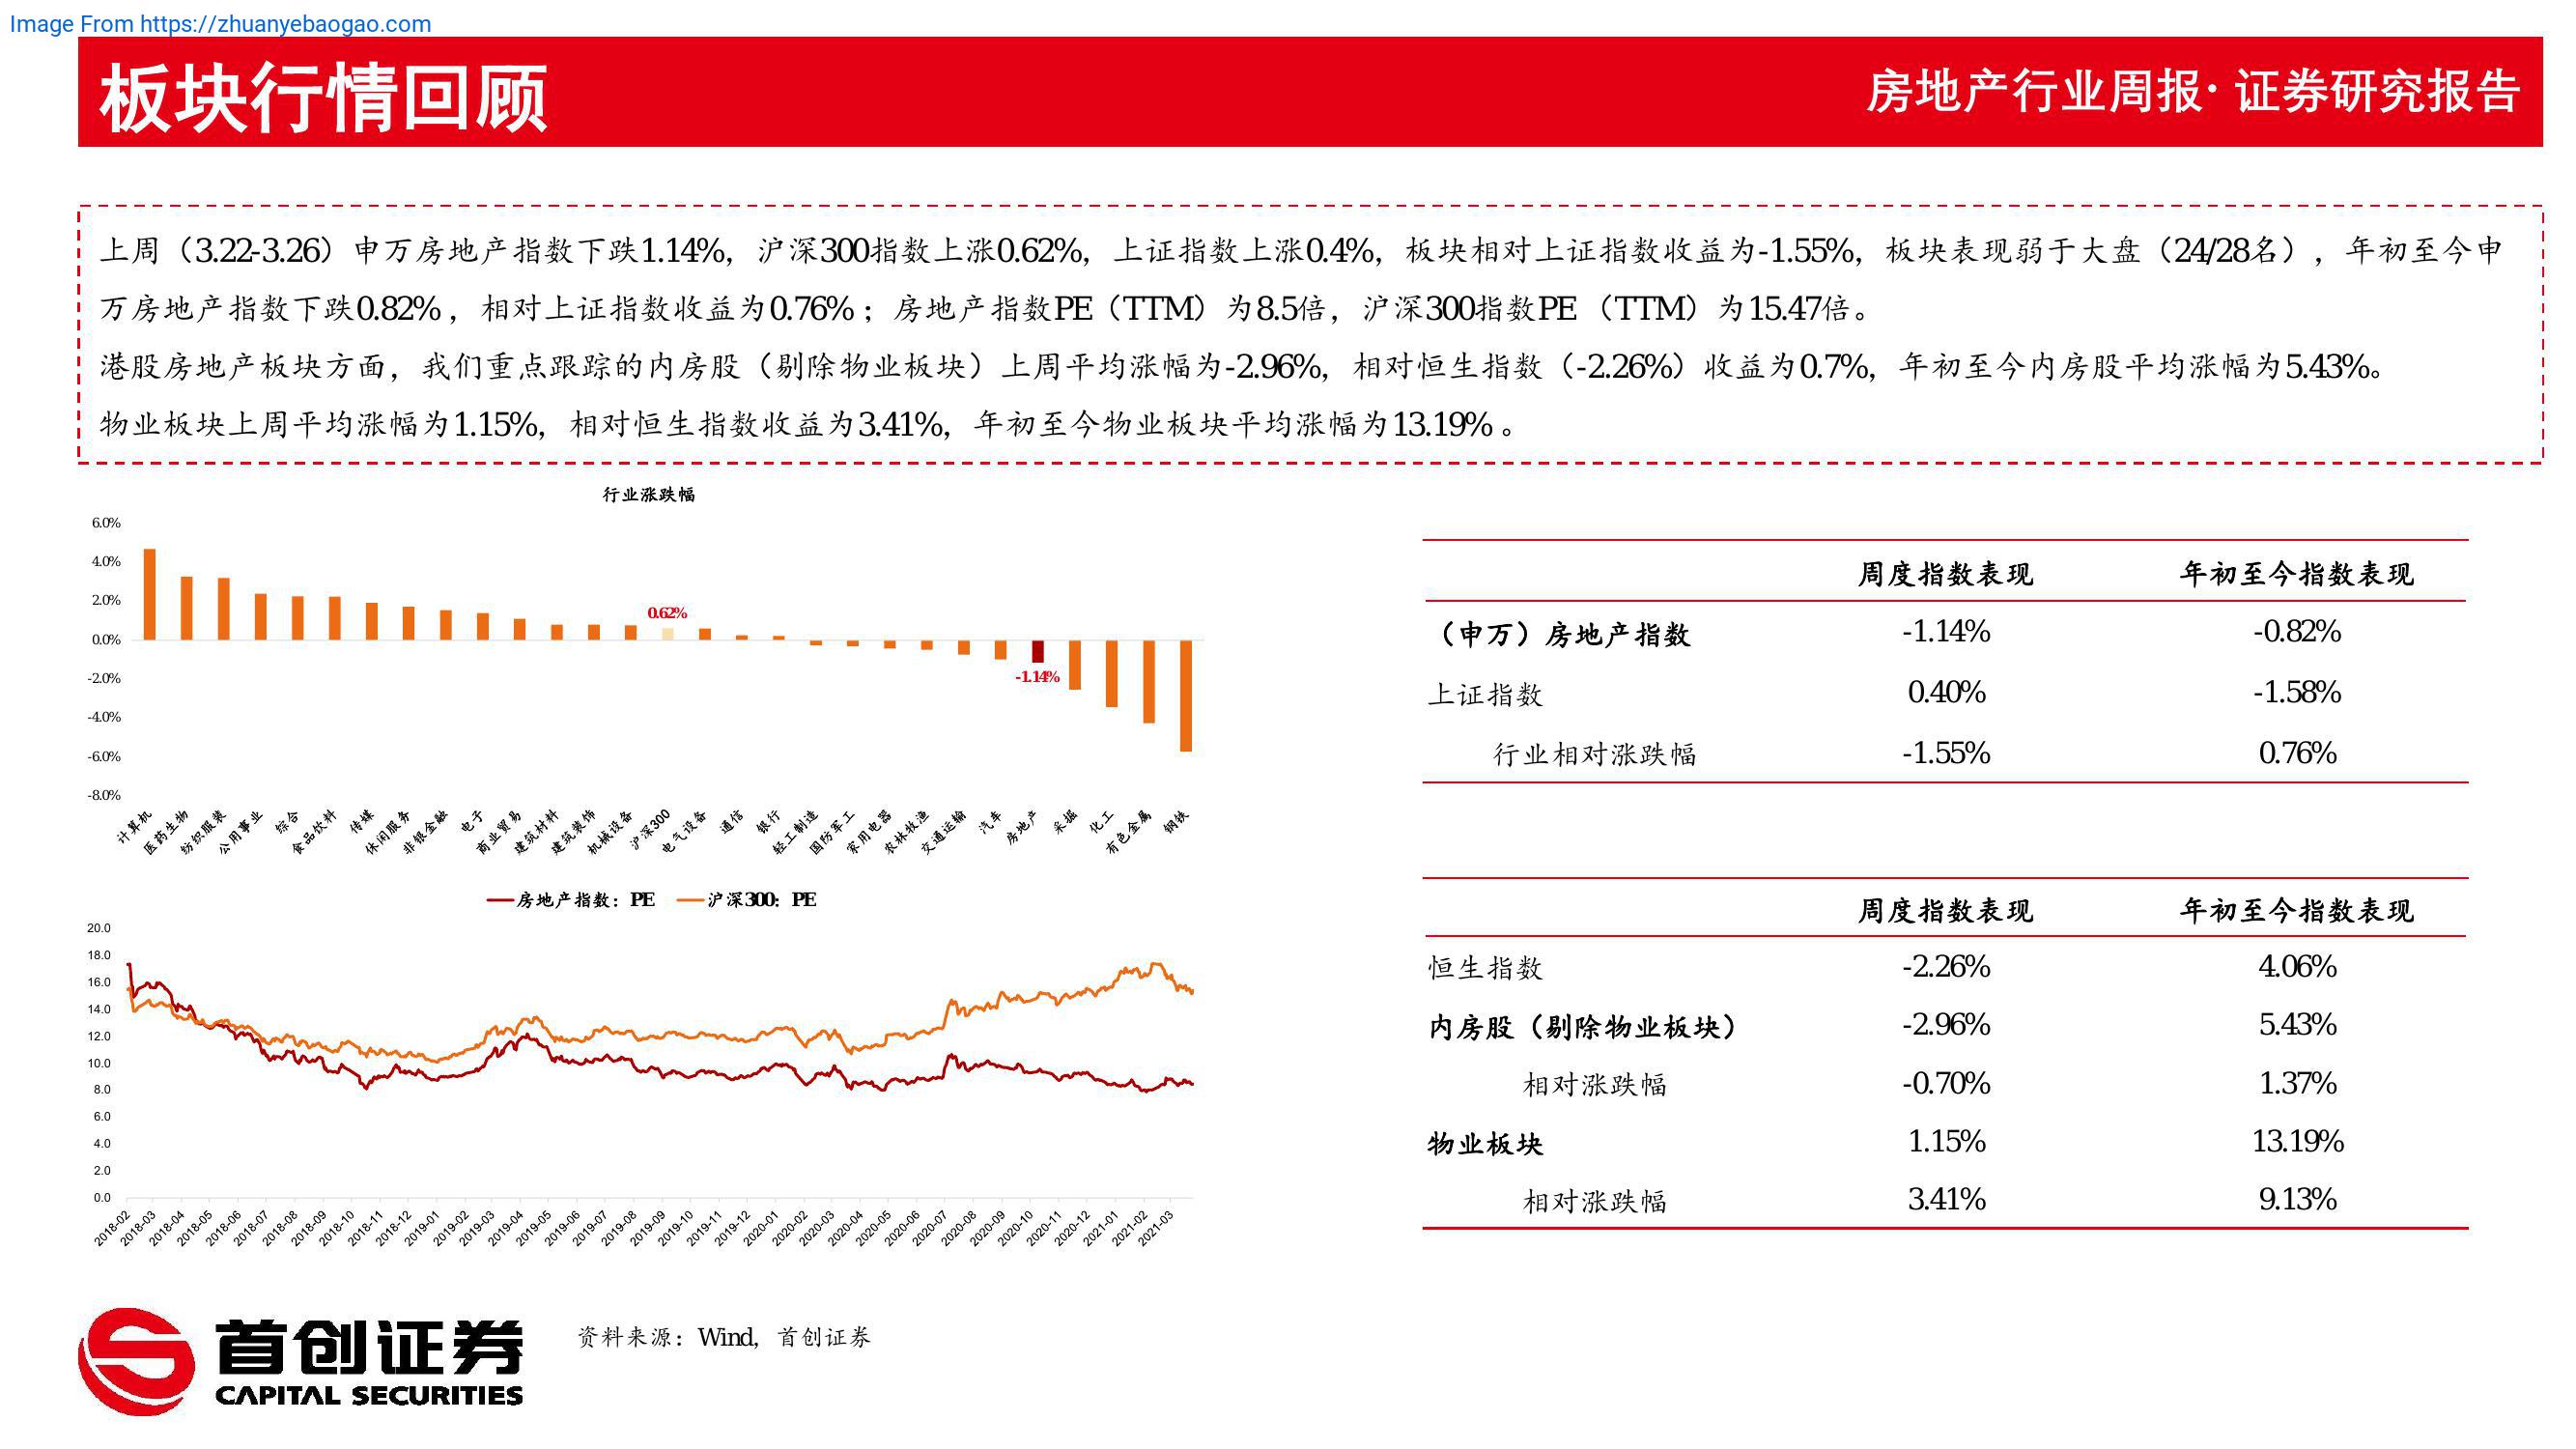 Image From https://zhuanyebaogao.com
板块行情回顾
房地产行业周报· 证券研究报告
上周（3.22-3.26）申万房地产指数下跌1.14%，沪深300指数上涨0.62%，上证指数上涨0.4%，板块相对上证指数收益为-1.55%，板块表现弱于大盘（24/28名），年初至今申
万房地产指数下跌0.82% ，相对上证指数收益为0.76% ；房地产指数PE（TTM）为8.5倍，沪深300指数PE （TTM）为15.47倍。
港股房地产板块方面，我们重点跟踪的内房股（剔除物业板块）上周平均涨幅为-2.96%，相对恒生指数（-2.26%）收益为0.7%，年初至今内房股平均涨幅为5.43%。
物业板块上周平均涨幅为1.15%，相对恒生指数收益为3.41%，年初至今物业板块平均涨幅为13.19% 。
行业涨跌幅
6.0%
4.0%
2.0%
0.0%
-2.0%
-4.0%
-6.0%
-8.0%
0.62%
-1.14%
计算机
医药生物
纺织服装
公用事业
综合
食品饮料
传媒
休闲服务
非银金融
电子
商业贸易
建筑材料
建筑装饰
机械设备
沪深300
电气设备
通信
银行
轻工制造
国防军工
家用电器
农林牧渔
交通运输
汽车
房地产
采掘
化工
有色金属
钢铁
房地产指数：PE 沪深300：PE
20.0
18.0
16.0
14.0
12.0
10.0
8.0
6.0
4.0
2.0
0.0
2018-02
2018-03
2018-04
2018-05
2018-06
2018-07
2018-08
2018-09
2018-10
2018-11
2018-12
2019-01
2019-02
2019-03
2019-04
2019-05
2019-06
2019-07
2019-08
2019-09
2019-10
2019-11
2019-12
2020-01
2020-02
2020-03
2020-04
2020-05
2020-06
2020-07
2020-08
2020-09
2020-10
2020-11
2020-12
2021-01
2021-02
2021-03
周度指数表现 年初至今指数表现
（申万）房地产指数 -1.14% -0.82%
上证指数 0.40% -1.58%
行业相对涨跌幅 -1.55% 0.76%
周度指数表现 年初至今指数表现
恒生指数 -2.26% 4.06%
内房股（剔除物业板块） -2.96% 5.43%
相对涨跌幅 -0.70% 1.37%
物业板块 1.15% 13.19%
相对涨跌幅 3.41% 9.13%
首创证券
CAPITAL SECURITIES
资料来源：Wind，首创证券